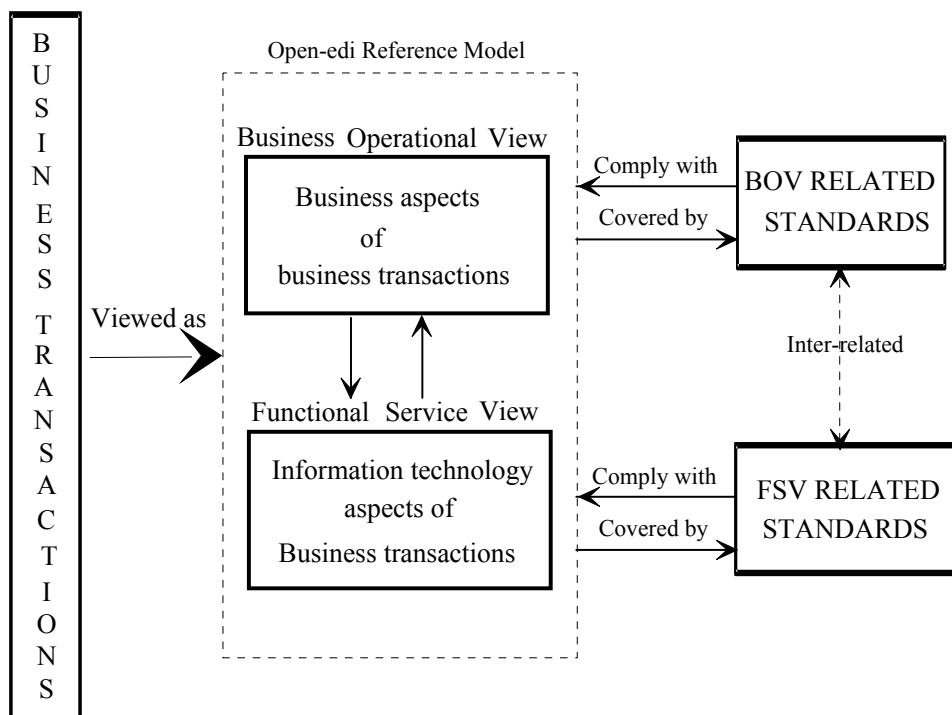 BUSINESS TRANSACTIONS
Open-edi Reference Model
Business Operational View
Business aspects
of
business transactions
Viewed as
Functional Service View
Information technology
aspects of
Business transactions
Comply with
Covered by
BOV RELATED
STANDARDS
Inter-related
Comply with
Covered by
FSV RELATED
STANDARDS